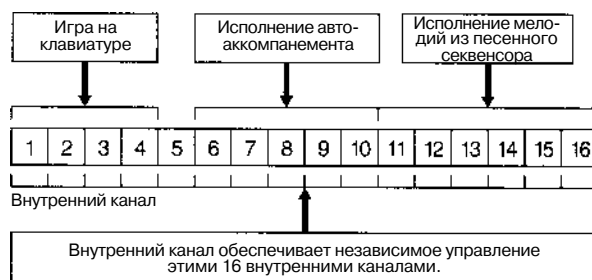 Игра на
клавиатуре
Исполнение авто-
аккомпанемента
Исполнение мело-
дий из песенного
секвенсора
1 2 3 4 5 6 7 8 9 10 11 12 13 14 15 16
Внутренний канал
Внутренний канал обеспечивает независимое управление
этими 16 внутренними каналами.